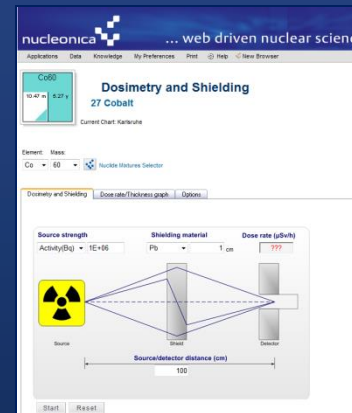 nucleonica ... web driven nuclear scien
Applications Data Knowledge My Preferences Print Help New Browser
Co60
10.47 m 5.27 y
Dosimetry and Shielding
27 Cobalt
Current Chart: Karlsruhe
Element: Mass:
Co 60 Nuclide Mixtures Selector
Dosimetry and Shielding Dose rate/Thickness graph Options
Source strength Shielding material Dose rate (µSv/h)
Activity(Bq) 1E+06 Pb 1 cm ???
Source Shield Detector
Source/detector distance (cm)
100
Start Reset